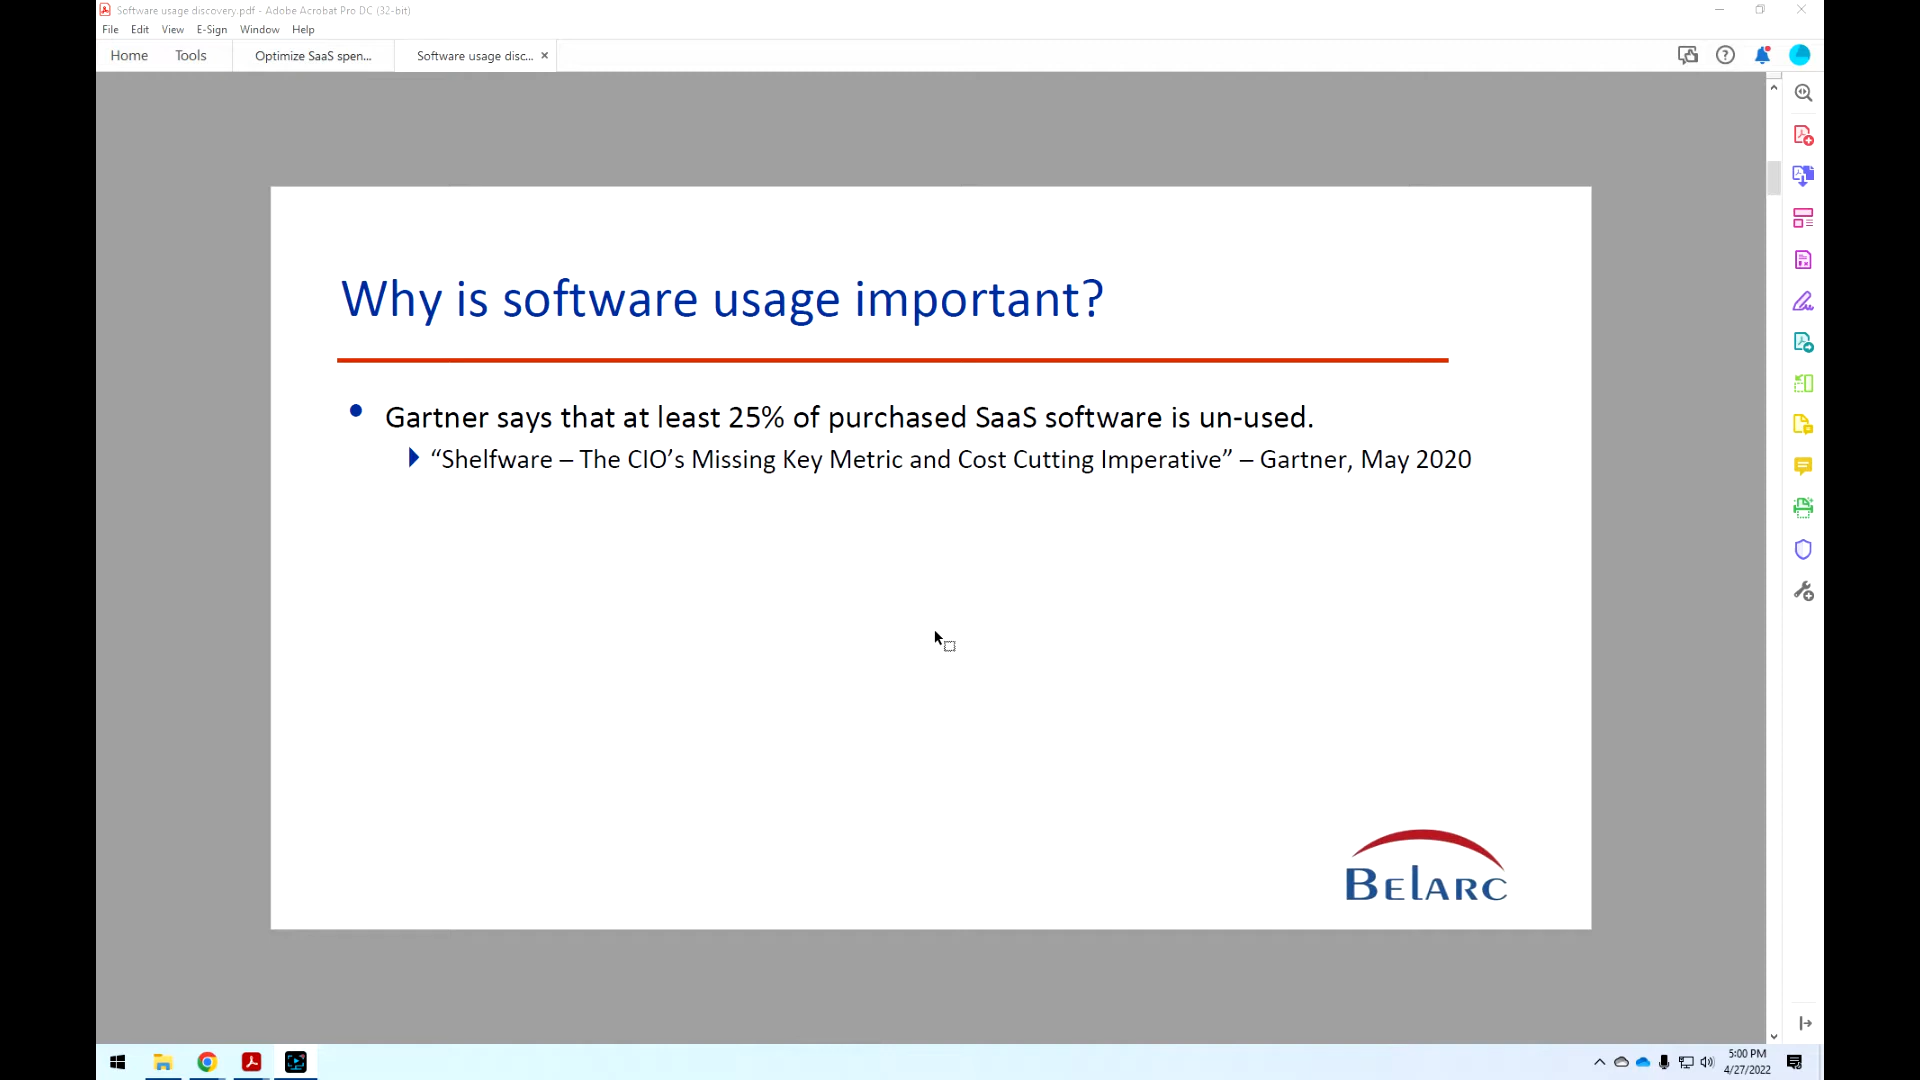 Software usage discovery.pdf - Adobe Acrobat Pro DC (32-bit)
File Edit View E-Sign Window Help
Home Tools Optimize SaaS spen... Software usage disc...
Why is software usage important?
• Gartner says that at least 25% of purchased SaaS software is un-used.
“Shelfware – The CIO’s Missing Key Metric and Cost Cutting Imperative” – Gartner, May 2020
BELARC
5:00 PM
4/27/2022